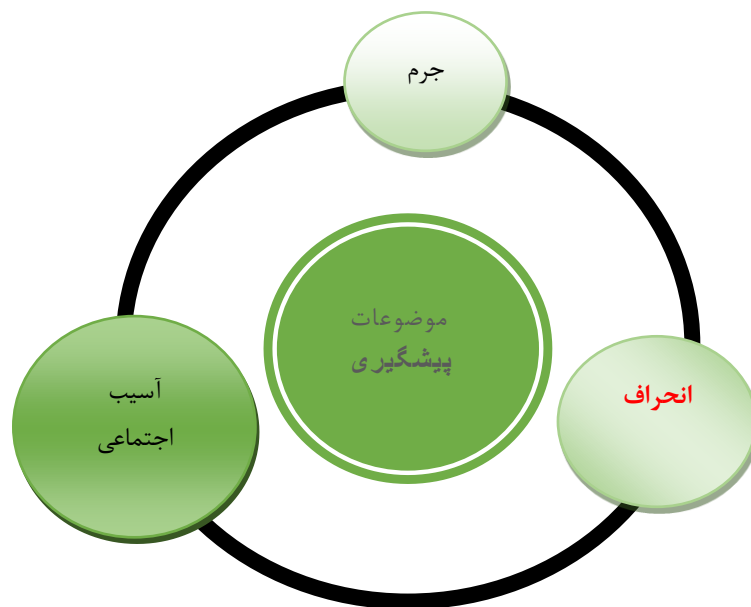 جرم
موضوعات
پیشگیری
انحراف
آسیب
اجتماعی